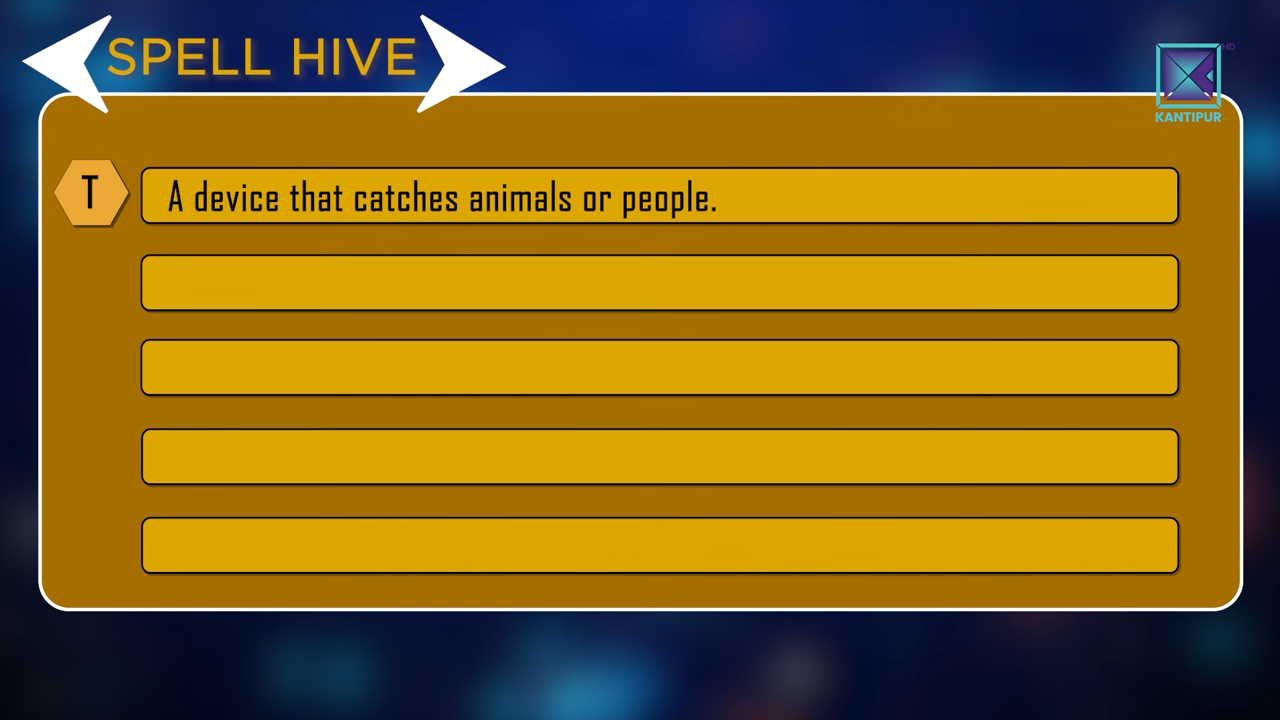 SPELL HIVE
HD
KANTIPUR
T
A device that catches animals or people.